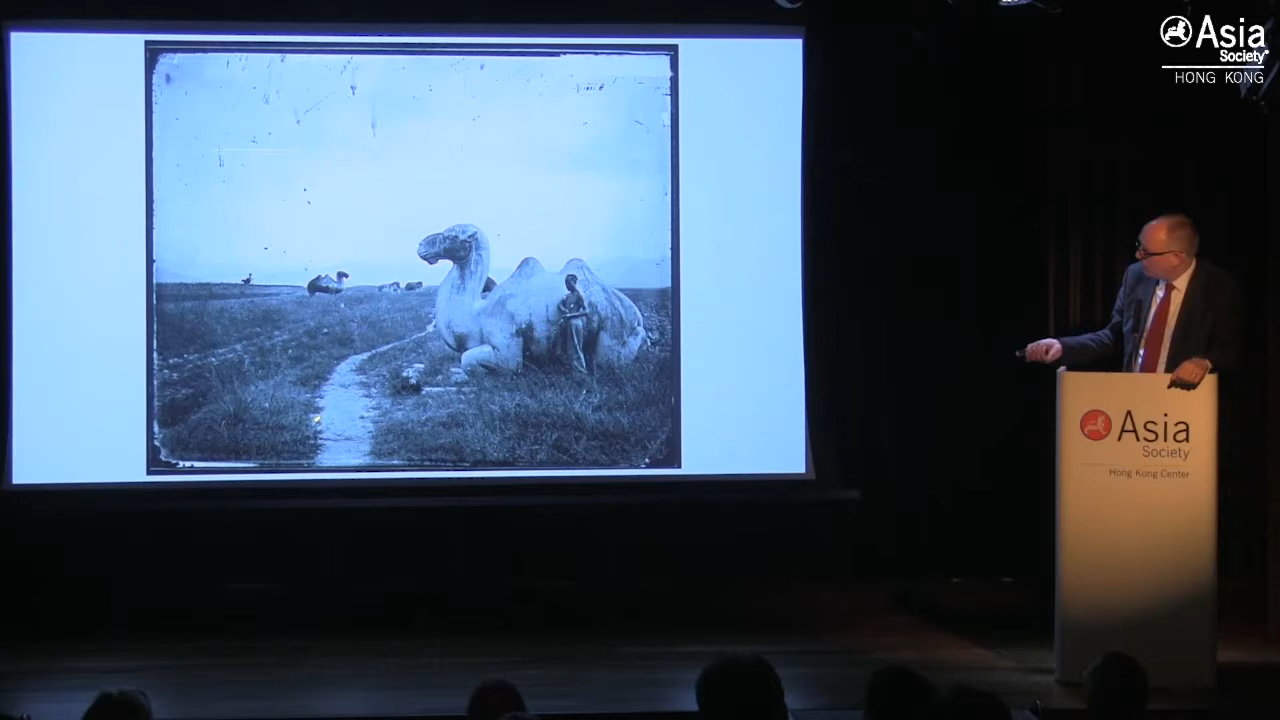 Asia
Society
HONG KONG
Asia
Society
Hong Kong Center